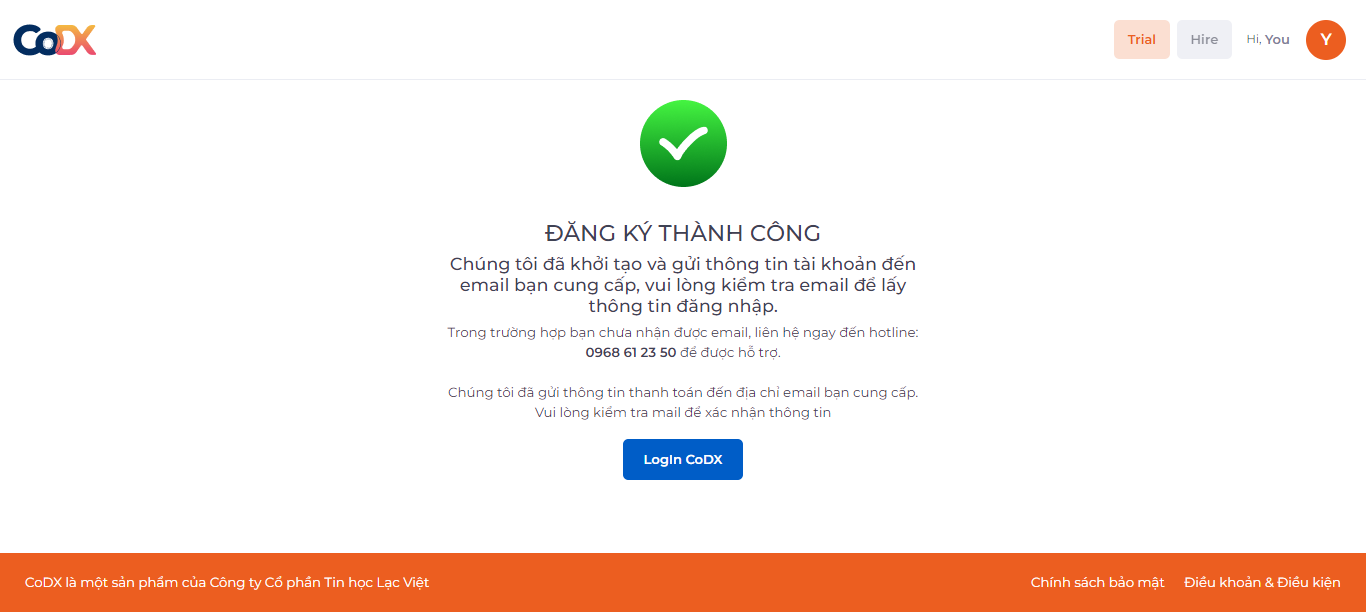 CoDX
Trial
Hire
Hi, You
Y
ĐĂNG KÝ THÀNH CÔNG
Chúng tôi đã khởi tạo và gửi thông tin tài khoản đến
email bạn cung cấp, vui lòng kiểm tra email để lấy
thông tin đăng nhập.
Trong trường hợp bạn chưa nhận được email, liên hệ ngay đến hotline:
0968 61 23 50 để được hỗ trợ.
Chúng tôi đã gửi thông tin thanh toán đến địa chỉ email bạn cung cấp.
Vui lòng kiểm tra mail để xác nhận thông tin
LogIn CoDX
CoDX là một sản phẩm của Công ty Cổ phần Tin học Lạc Việt
Chính sách bảo mật
Điều khoản & Điều kiện